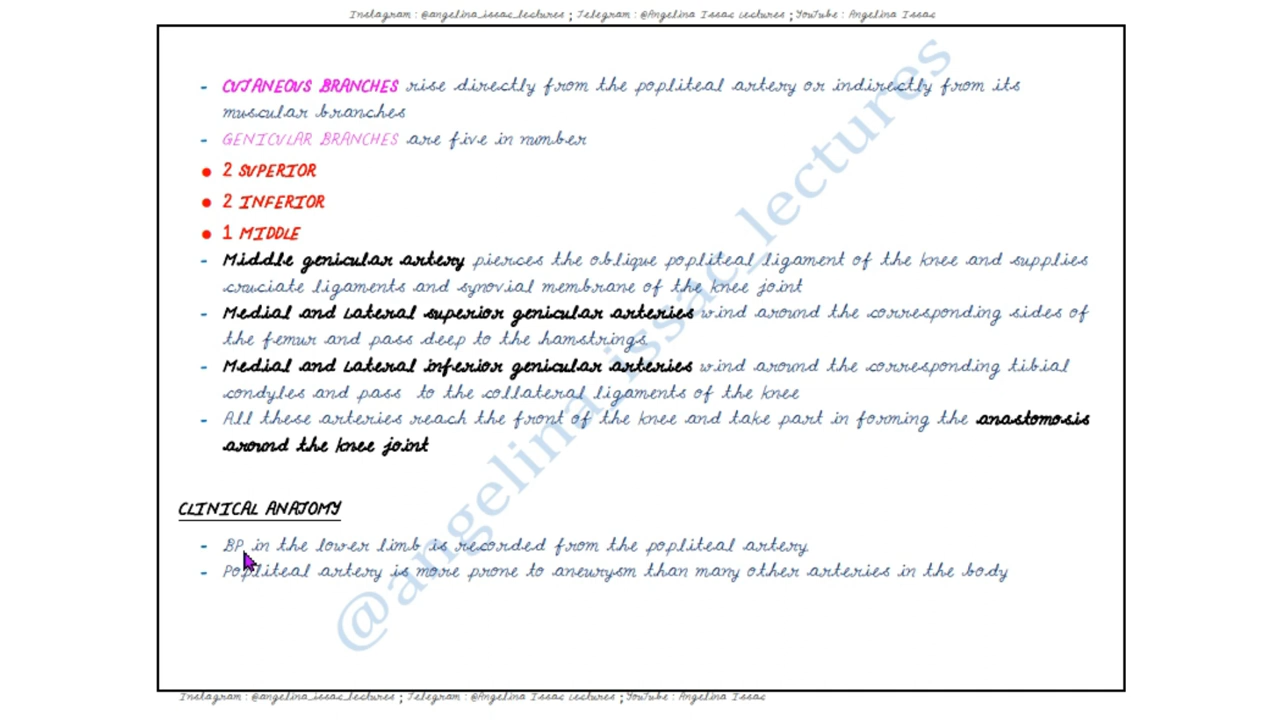 Instagram : @angelina_issac_lectures ; Telegram : @Angelina Issac Lectures ; YouTube : Angelina Issac
- CUTANEOUS BRANCHES rise directly from the popliteal artery or indirectly from its
muscular branches
- GENICULAR BRANCHES are five in number
• 2 SUPERIOR
• 2 INFERIOR
• 1 MIDDLE
- Middle genicular artery pierces the oblique popliteal ligament of the knee and supplies
cruciate ligaments and synovial membrane of the knee joint
- Medial and Lateral superior genicular arteries wind around the corresponding sides of
the femur and pass deep to the hamstrings
- Medial and Lateral inferior genicular arteries wind around the corresponding tibial
condyles and pass to the collateral ligaments of the knee
- All these arteries reach the front of the knee and take part in forming the anastomosis
around the knee joint
CLINICAL ANATOMY
- BP in the lower limb is recorded from the popliteal artery
- Popliteal artery is more prone to aneurysm than many other arteries in the body
@angelina_issac_lectures
Instagram : @angelina_issac_lectures ; Telegram : @Angelina Issac Lectures ; YouTube : Angelina Issac